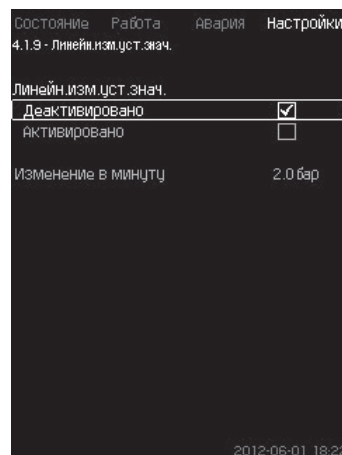 Состояние Работа Авария Настройки
4.1.9 - Линейн.изм.уст.знач.
Линейн.изм.уст.знач.
Деактивировано
Активировано
Изменение в минуту 2.0 бар
2012-06-01 18:22